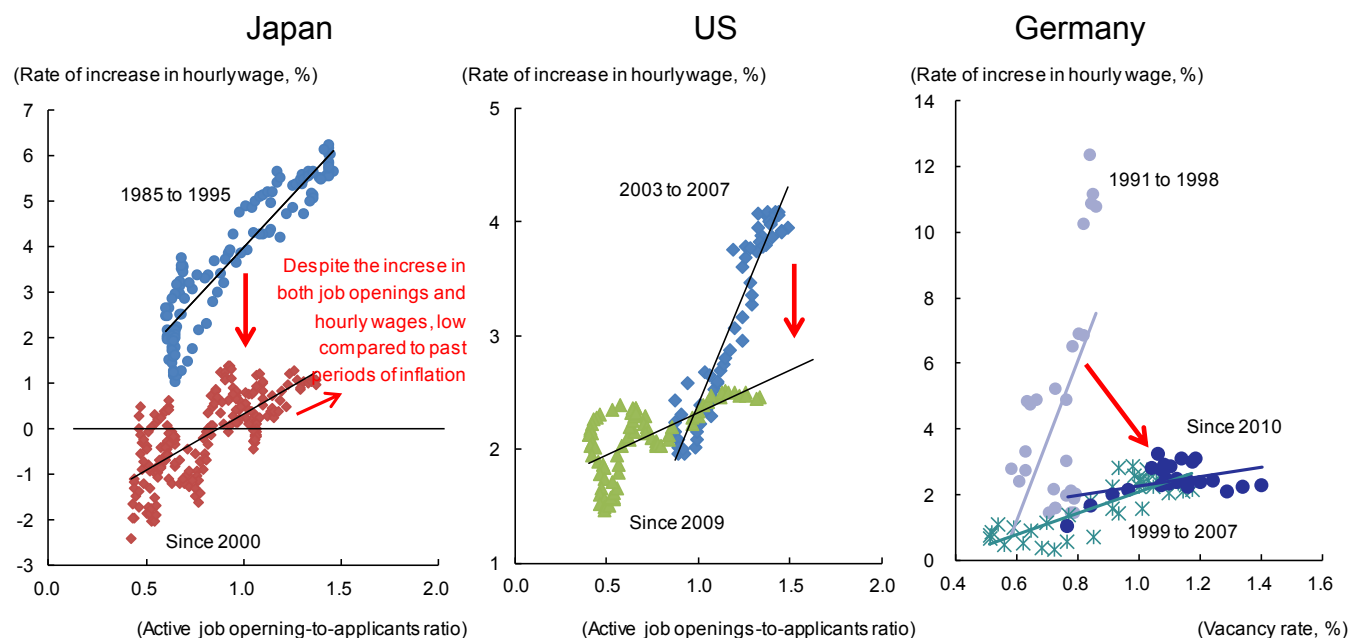 Japan
(Rate of increase in hourly wage, %)
7
6
5
4
3
2
1
0
-1
-2
-3
1985 to 1995
Despite the increse in
both job openings and
hourly wages, low
compared to past
periods of inflation
Since 2000
0.0
0.5
1.0
1.5
2.0
(Active job operning-to-applicants ratio)
US
(Rate of increase in hourly wage, %)
5
4
3
2
1
2003 to 2007
Since 2009
0.0
0.5
1.0
1.5
2.0
(Active job openings-to-applicants ratio)
Germany
(Rate of increase in hourly wage, %)
14
12
10
8
6
4
2
0
1991 to 1998
Since 2010
1999 to 2007
0.4
0.6
0.8
1.0
1.2
1.4
1.6
(Vacancy rate, %)